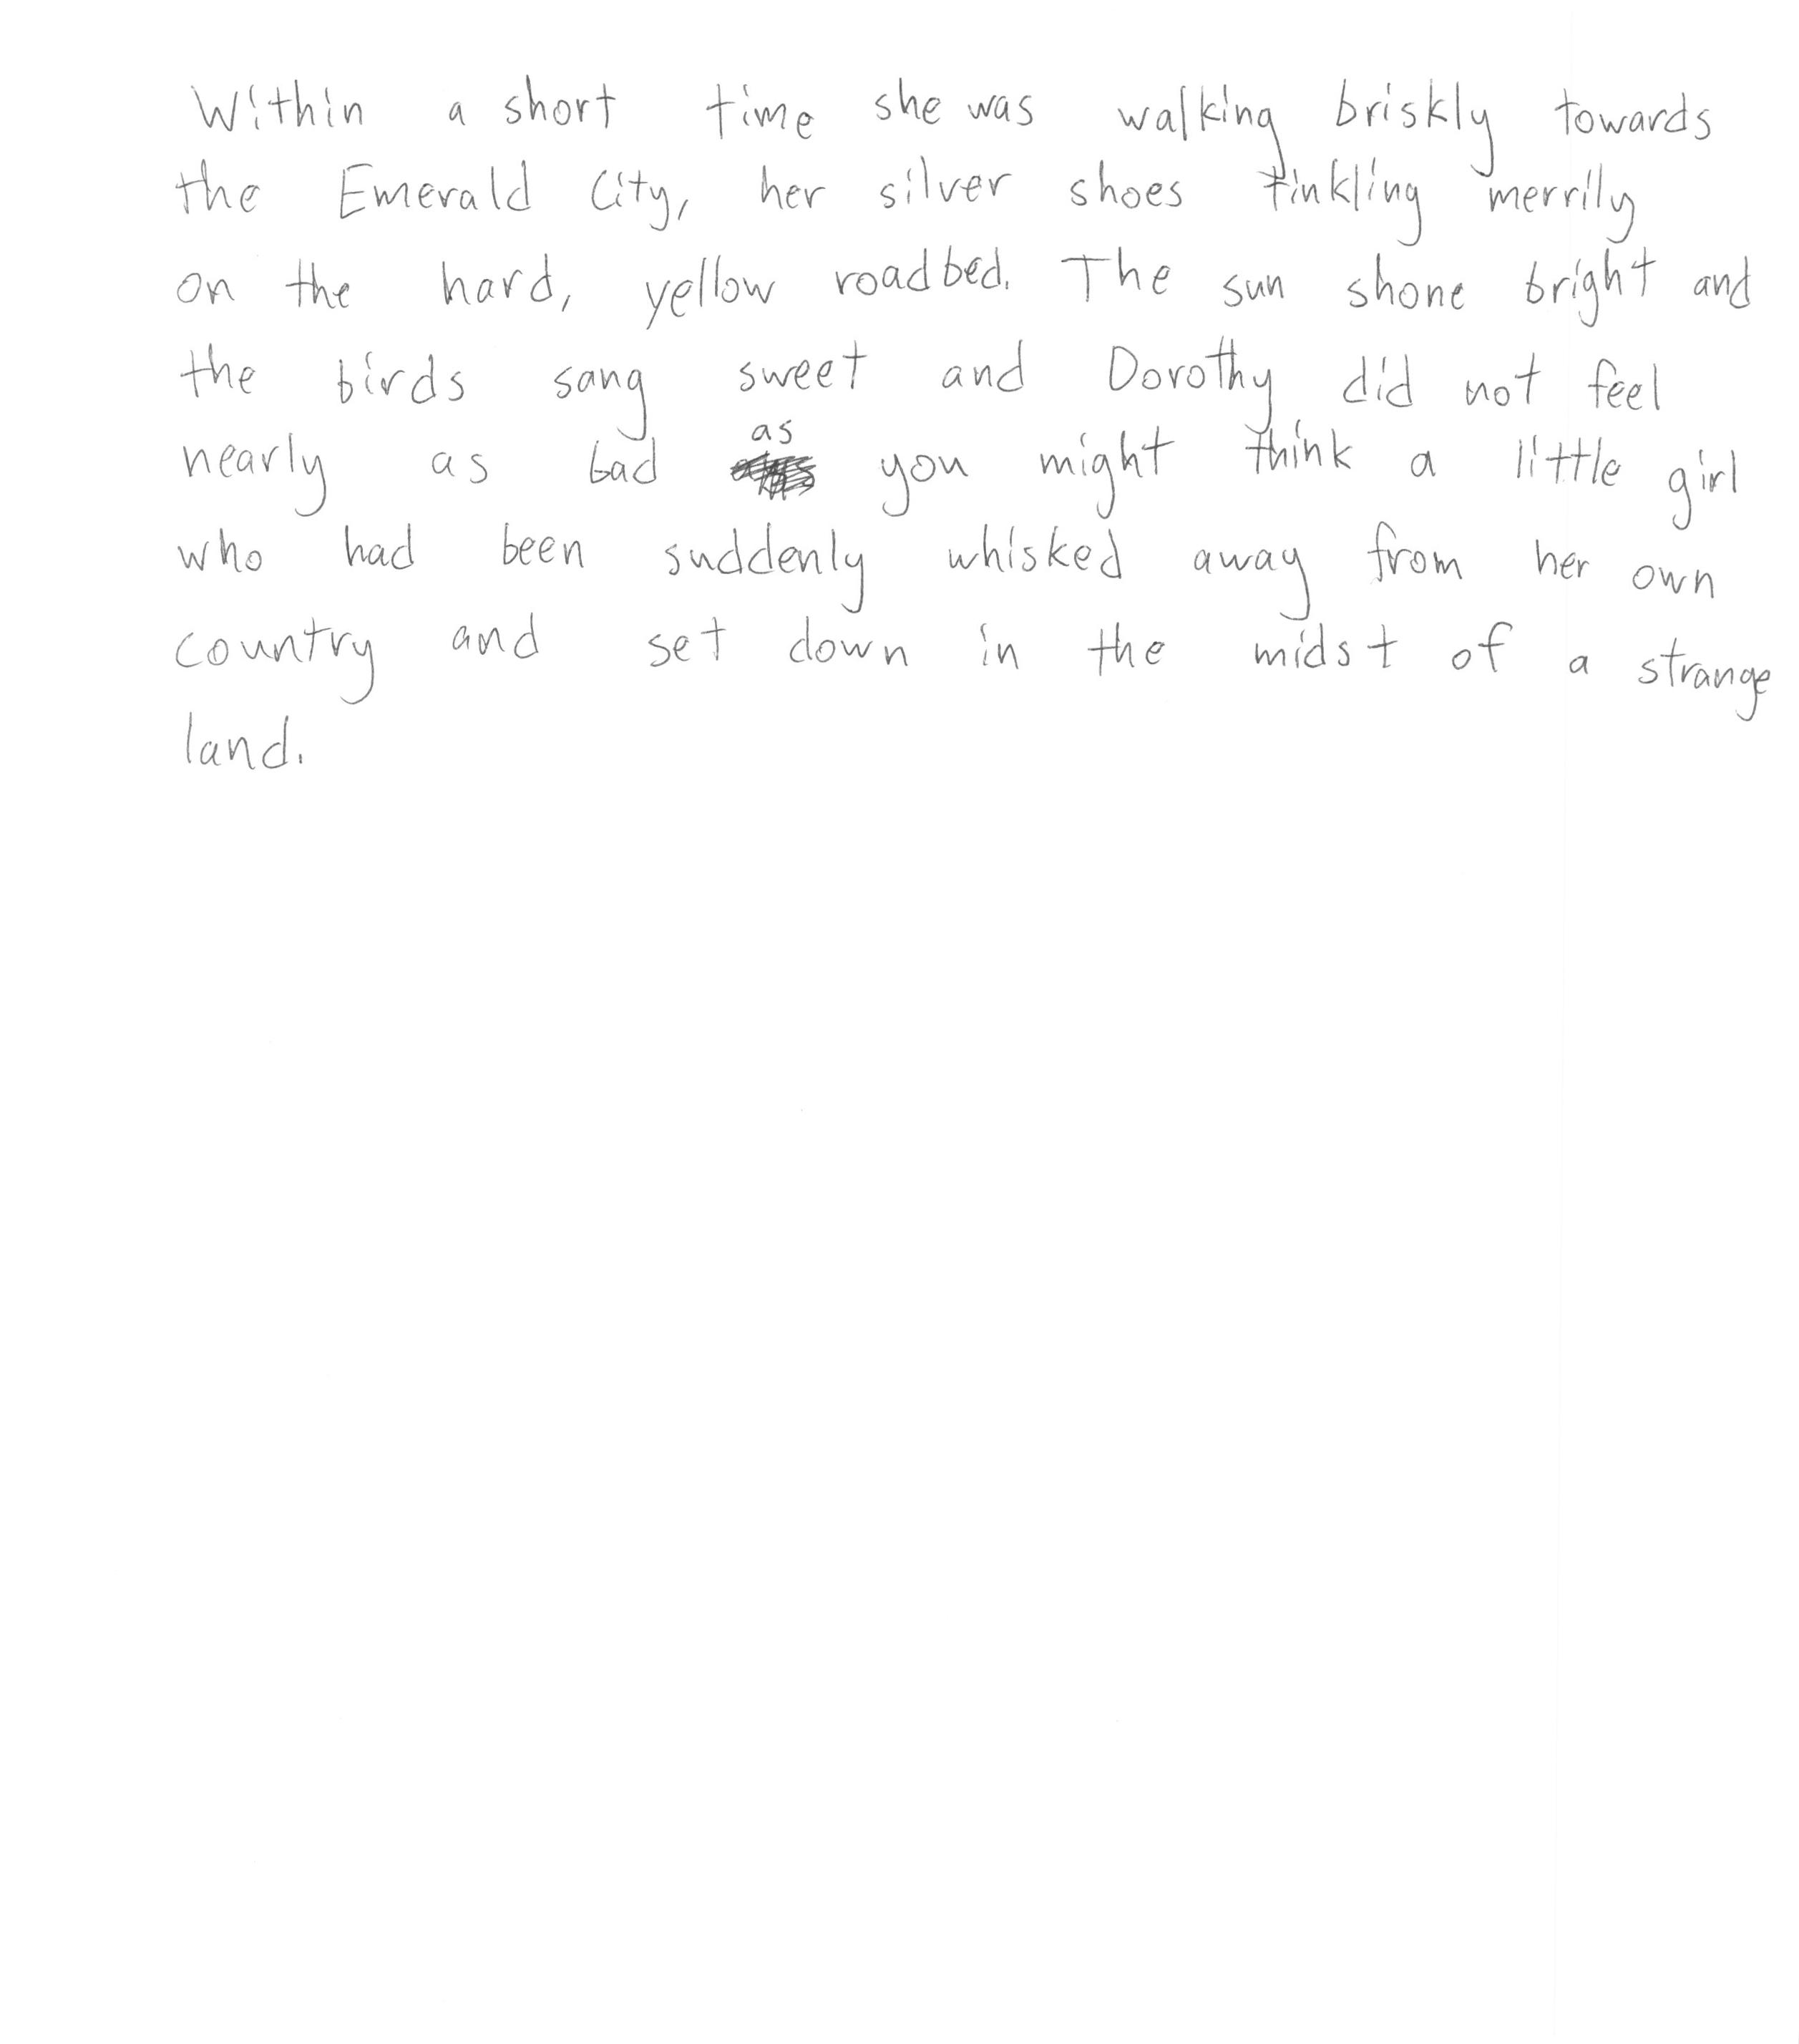 Within a short time she was walking briskly towards
the Emerald City, her silver shoes tinkling merrily
on the hard, yellow roadbed. The sun shone bright and
the birds sang sweet and Dorothy did not feel
nearly as bad as you might think a little girl
who had been suddenly whisked away from her own
country and set down in the midst of a strange
land.